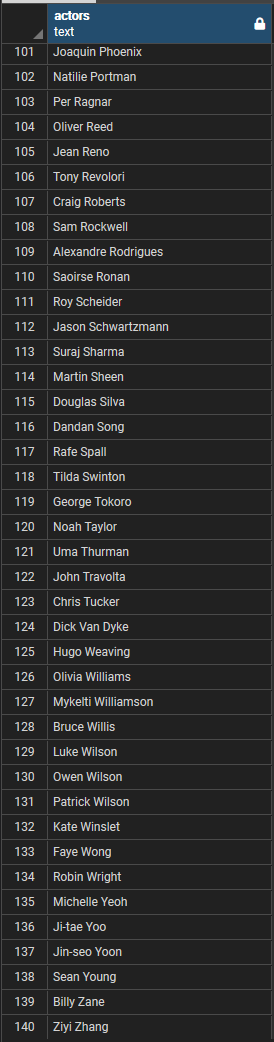 actors
text
101 Joaquin Phoenix
102 Natilie Portman
103 Per Ragnar
104 Oliver Reed
105 Jean Reno
106 Tony Revolori
107 Craig Roberts
108 Sam Rockwell
109 Alexandre Rodrigues
110 Saoirse Ronan
111 Roy Scheider
112 Jason Schwartzmann
113 Suraj Sharma
114 Martin Sheen
115 Douglas Silva
116 Dandan Song
117 Rafe Spall
118 Tilda Swinton
119 George Tokoro
120 Noah Taylor
121 Uma Thurman
122 John Travolta
123 Chris Tucker
124 Dick Van Dyke
125 Hugo Weaving
126 Olivia Williams
127 Mykelti Williamson
128 Bruce Willis
129 Luke Wilson
130 Owen Wilson
131 Patrick Wilson
132 Kate Winslet
133 Faye Wong
134 Robin Wright
135 Michelle Yeoh
136 Ji-tae Yoo
137 Jin-seo Yoon
138 Sean Young
139 Billy Zane
140 Ziyi Zhang